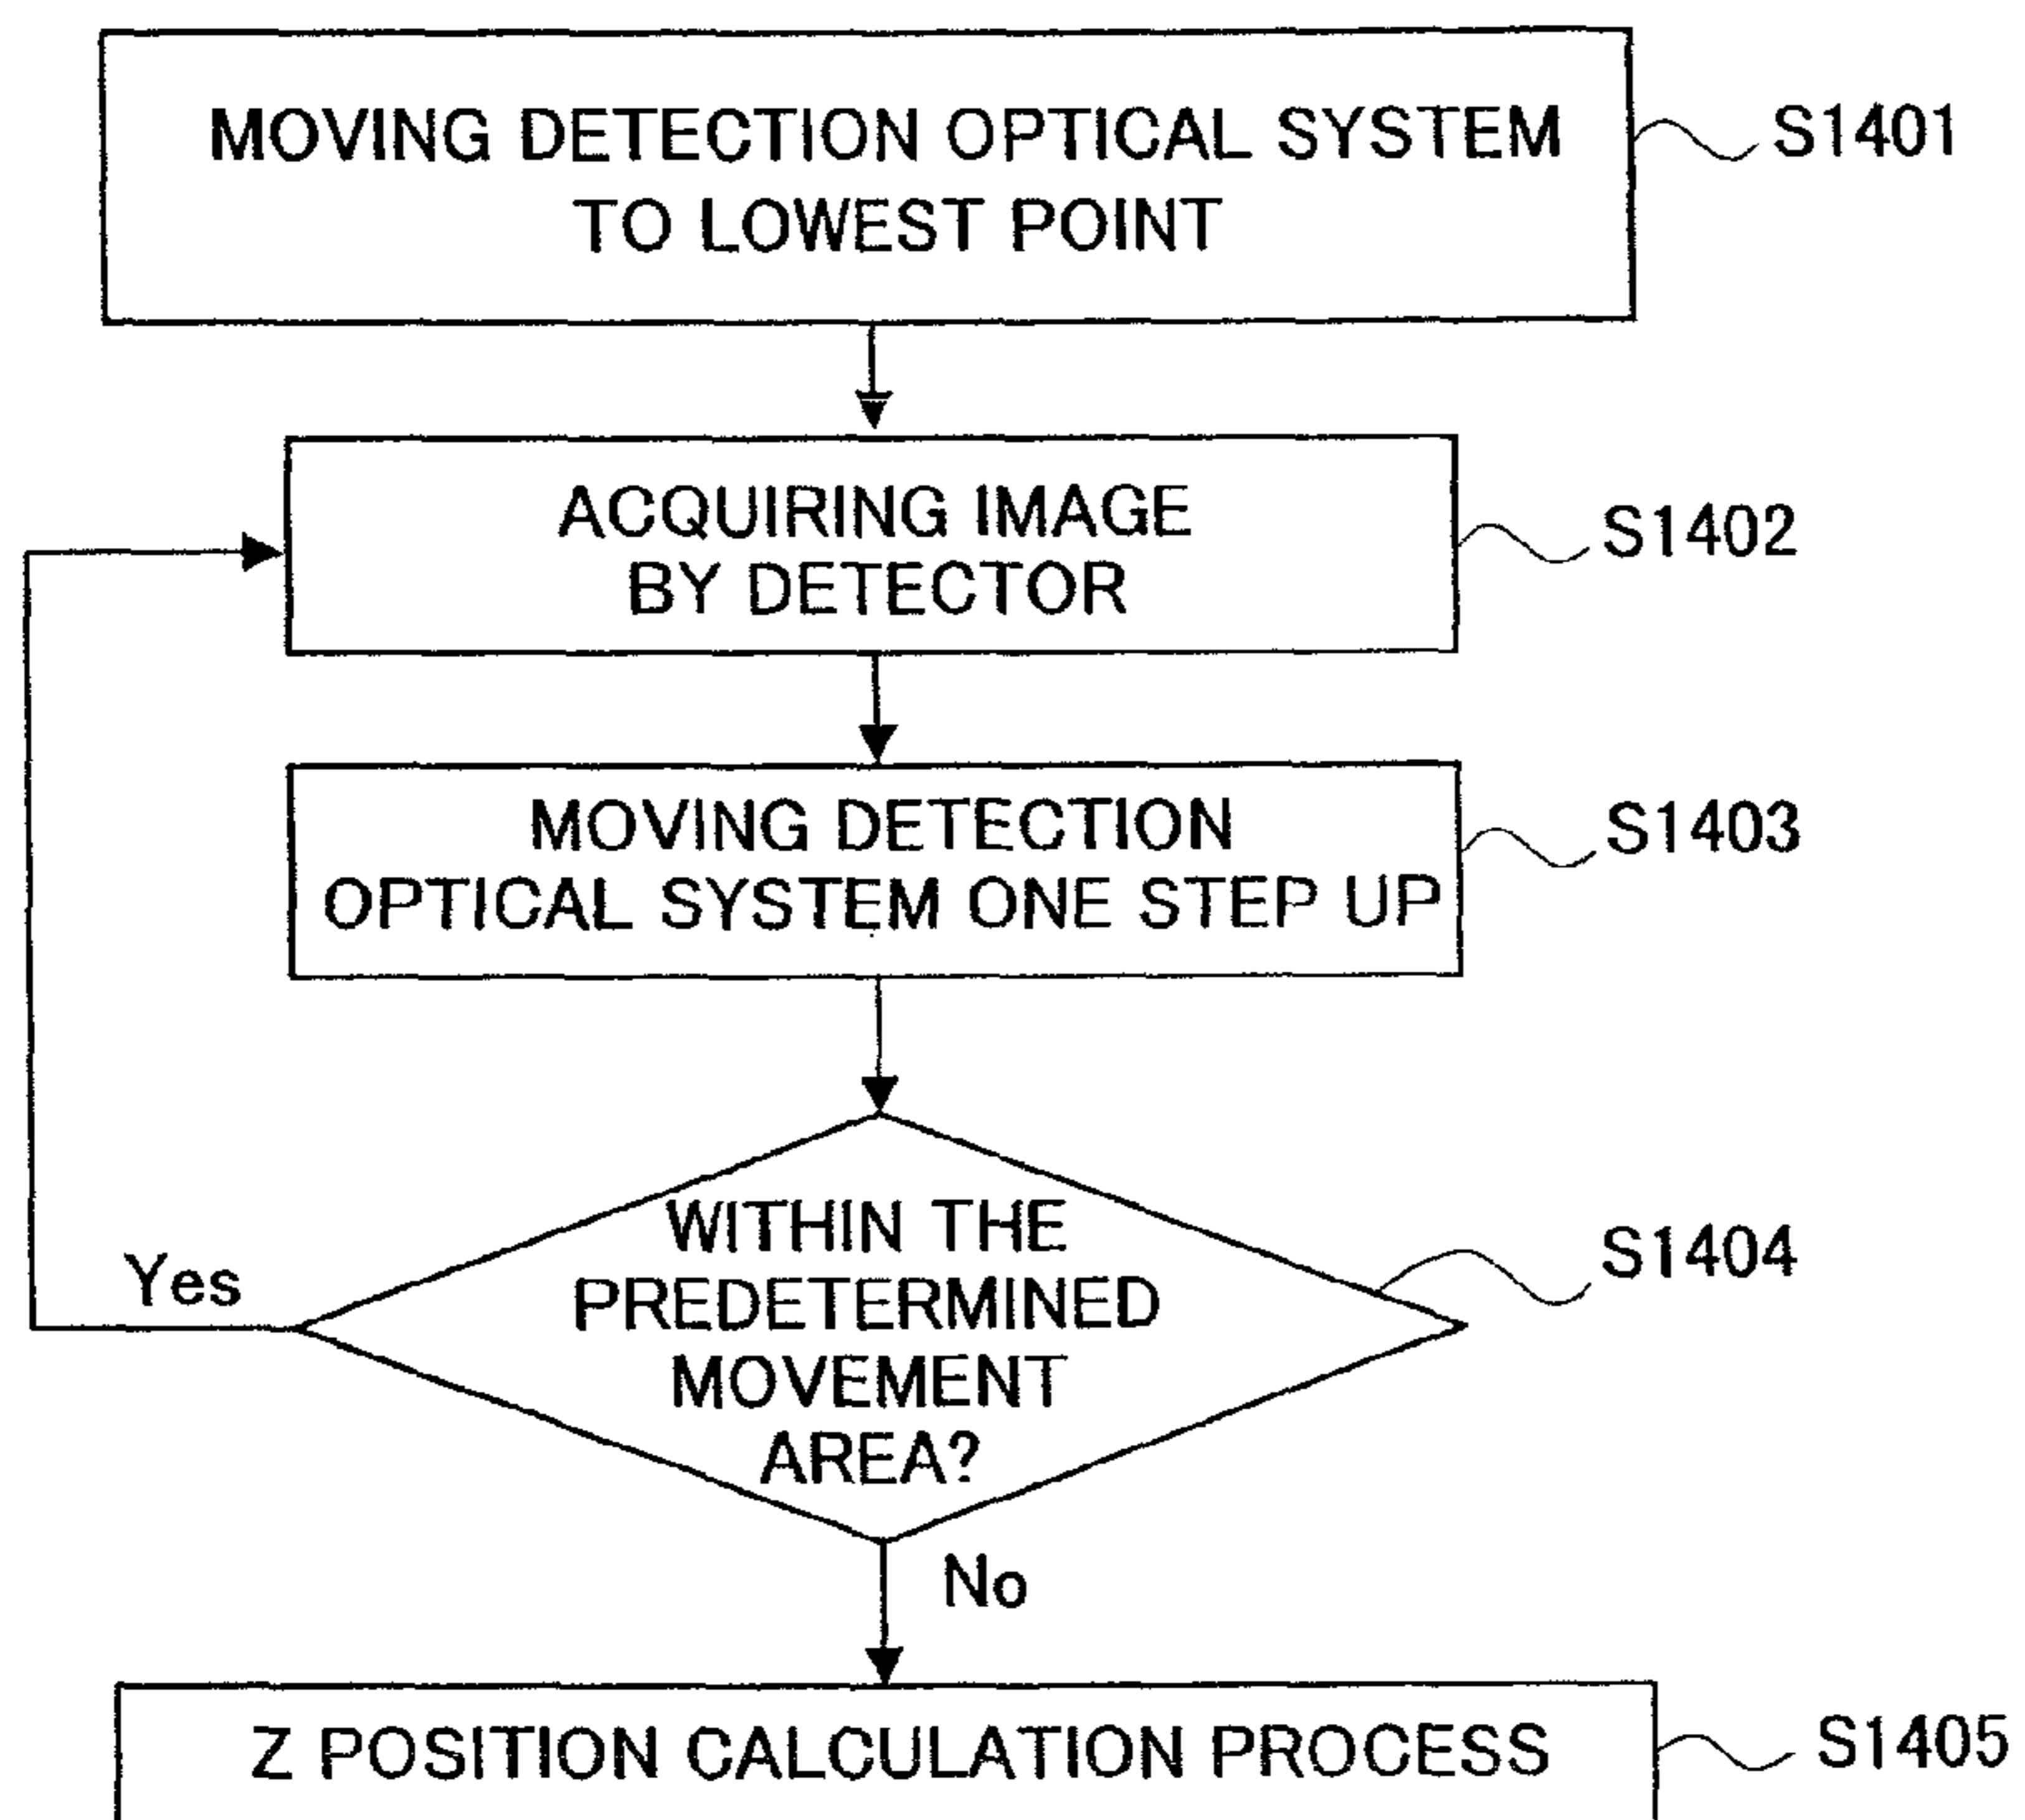 MOVING DETECTION OPTICAL SYSTEM
TO LOWEST POINT
S1401
ACQUIRING IMAGE
BY DETECTOR
S1402
MOVING DETECTION
OPTICAL SYSTEM ONE STEP UP
S1403
WITHIN THE
PREDETERMINED
MOVEMENT
AREA?
S1404
Yes
No
Z POSITION CALCULATION PROCESS
S1405